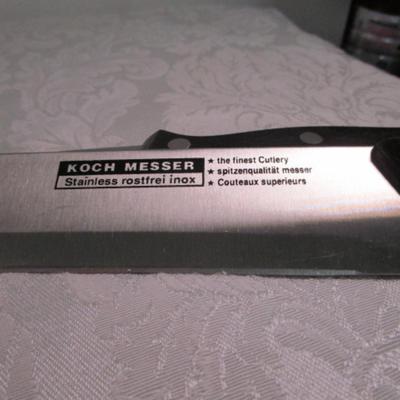 KOCH MESSER
Stainless rostfrei inox
★ the finest Cutlery
★ spitzenqualität messer
★ Couteaux superieurs